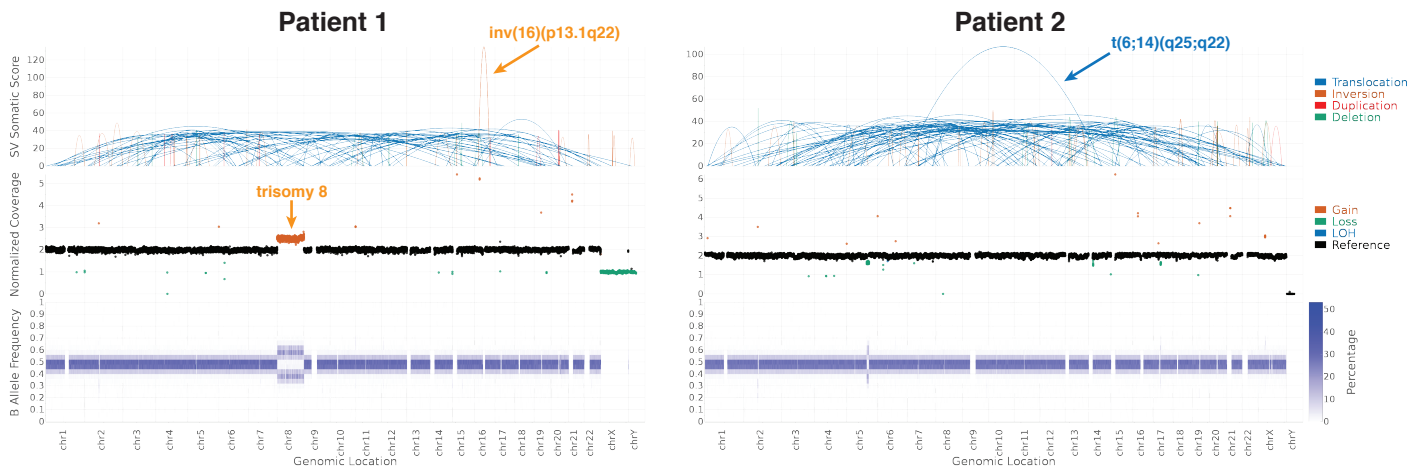 Patient 1
Patient 2
inv(16)(p13.1q22)
t(6;14)(q25;q22)
SV Somatic Score
120
100
80
60
40
20
0
100
80
60
40
20
0
Translocation
Inversion
Duplication
Deletion
trisomy 8
Normalized Coverage
5
4
3
2
1
0
6
5
4
3
2
1
0
Gain
Loss
LOH
Reference
B Allele Frequency
1
0.9
0.8
0.7
0.6
0.5
0.4
0.3
0.2
0.1
0
1
0.9
0.8
0.7
0.6
0.5
0.4
0.3
0.2
0.1
0
50
40
30
20
10
0
Percentage
chr1 chr2 chr3 chr4 chr5 chr6 chr7 chr8 chr9 chr10 chr11 chr12 chr13 chr14 chr15 chr16 chr17 chr18 chr19 chr20 chr21 chr22 chrX chrY
Genomic Location
chr1 chr2 chr3 chr4 chr5 chr6 chr7 chr8 chr9 chr10 chr11 chr12 chr13 chr14 chr15 chr16 chr17 chr18 chr19 chr20 chr21 chr22 chrX chrY
Genomic Location